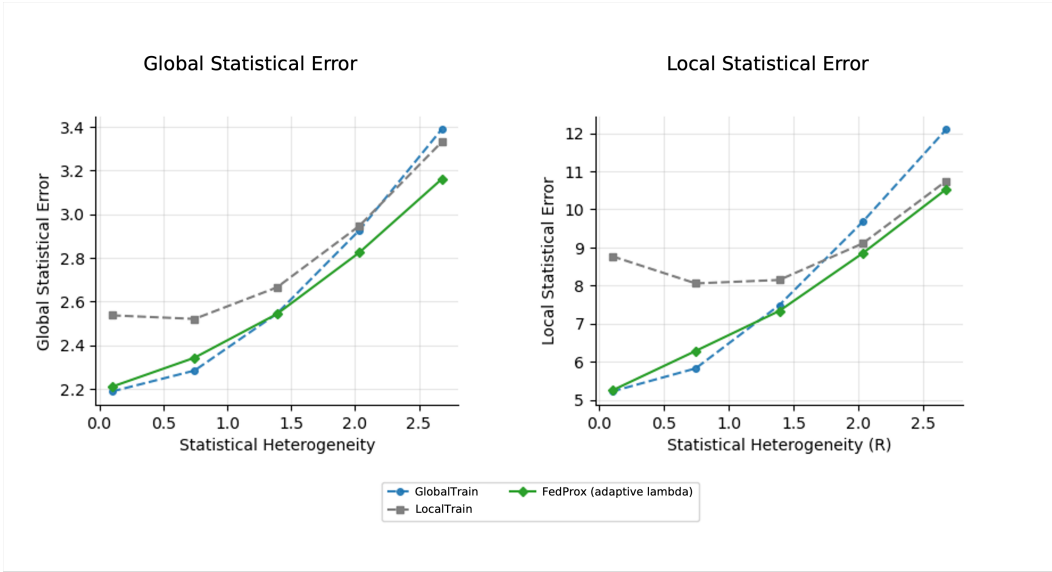 Global Statistical Error
Local Statistical Error
Global Statistical Error
3.4
3.2
3.0
2.8
2.6
2.4
2.2
0.0 0.5 1.0 1.5 2.0 2.5
Statistical Heterogeneity
Local Statistical Error
12
11
10
9
8
7
6
5
0.0 0.5 1.0 1.5 2.0 2.5
Statistical Heterogeneity (R)
GlobalTrain
LocalTrain
FedProx (adaptive lambda)